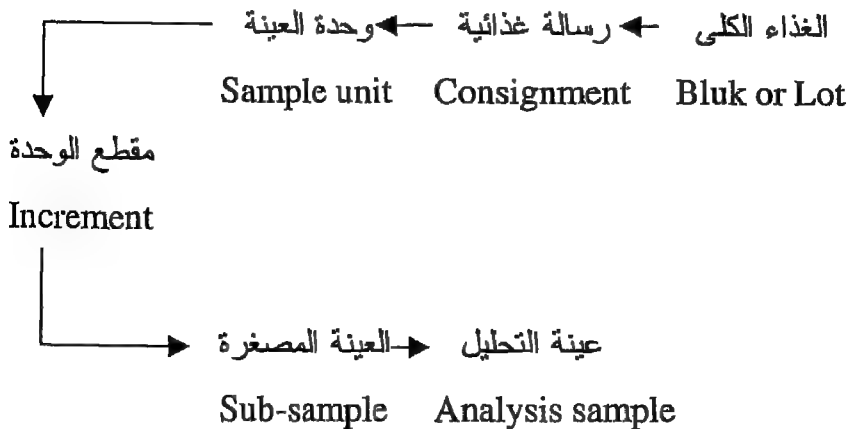 الغذاء الكلى ← رسالة غذائية ← وحدة العينة
Sample unit Consignment Bluk or Lot
مقطع الوحدة
Increment
العينة المصغرة → عينة التحليل
Sub-sample Analysis sample